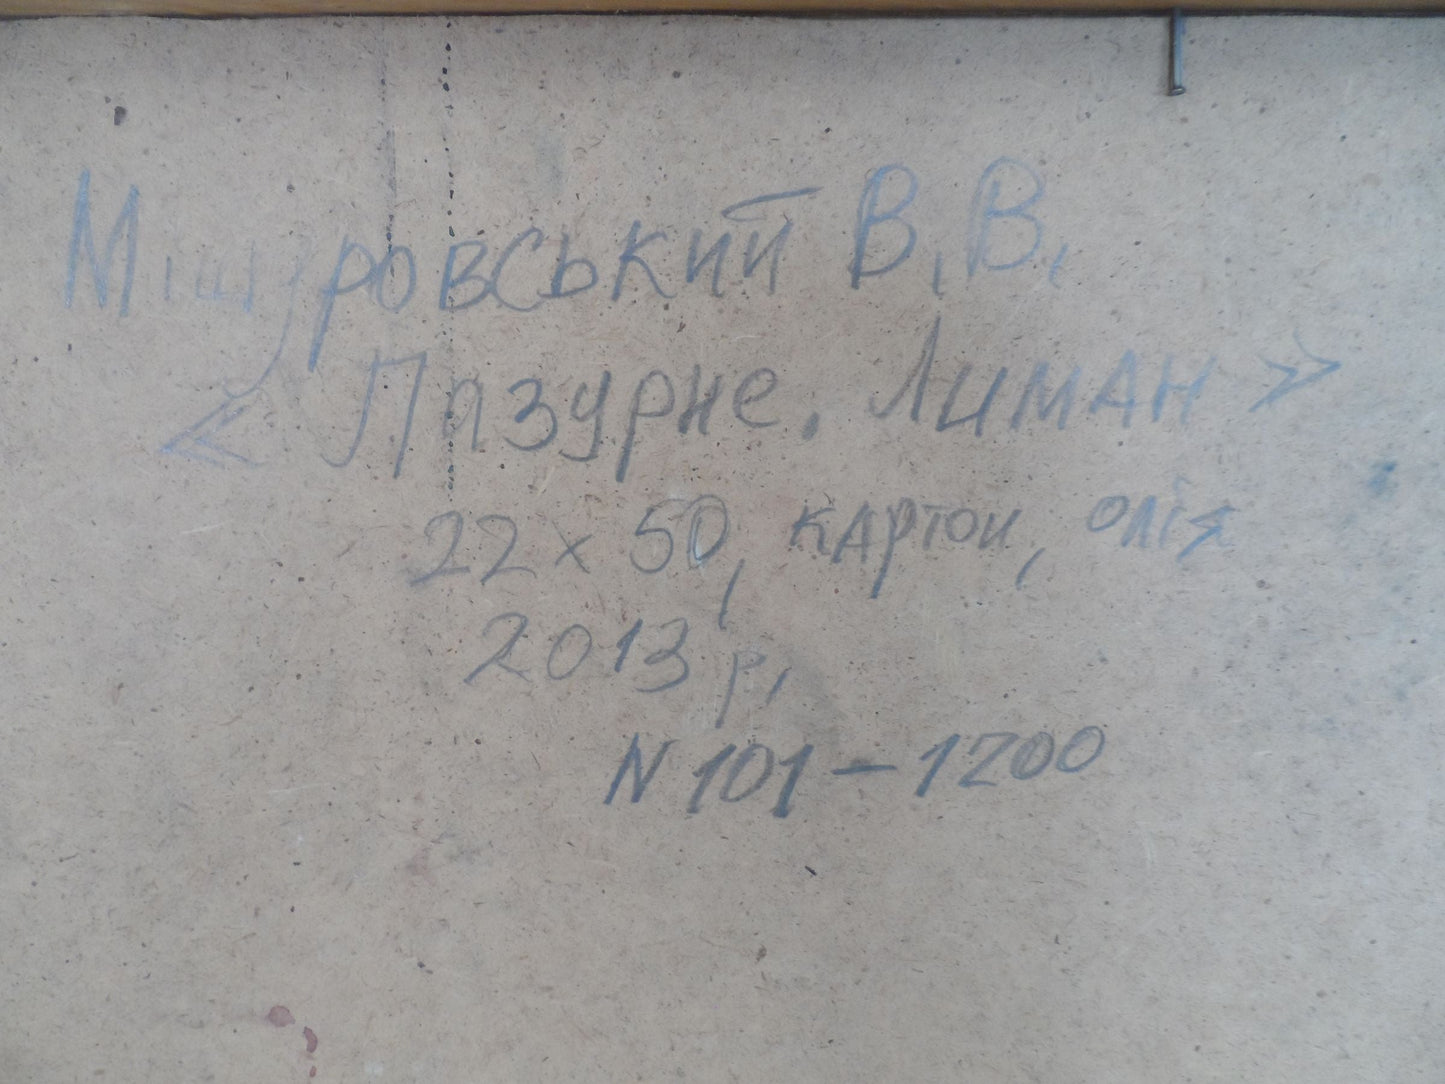 Мішуровський В. В.
« Лазурне. Лиман »
22 x 50, картон, олія
2013 р.
N 101 – 1200